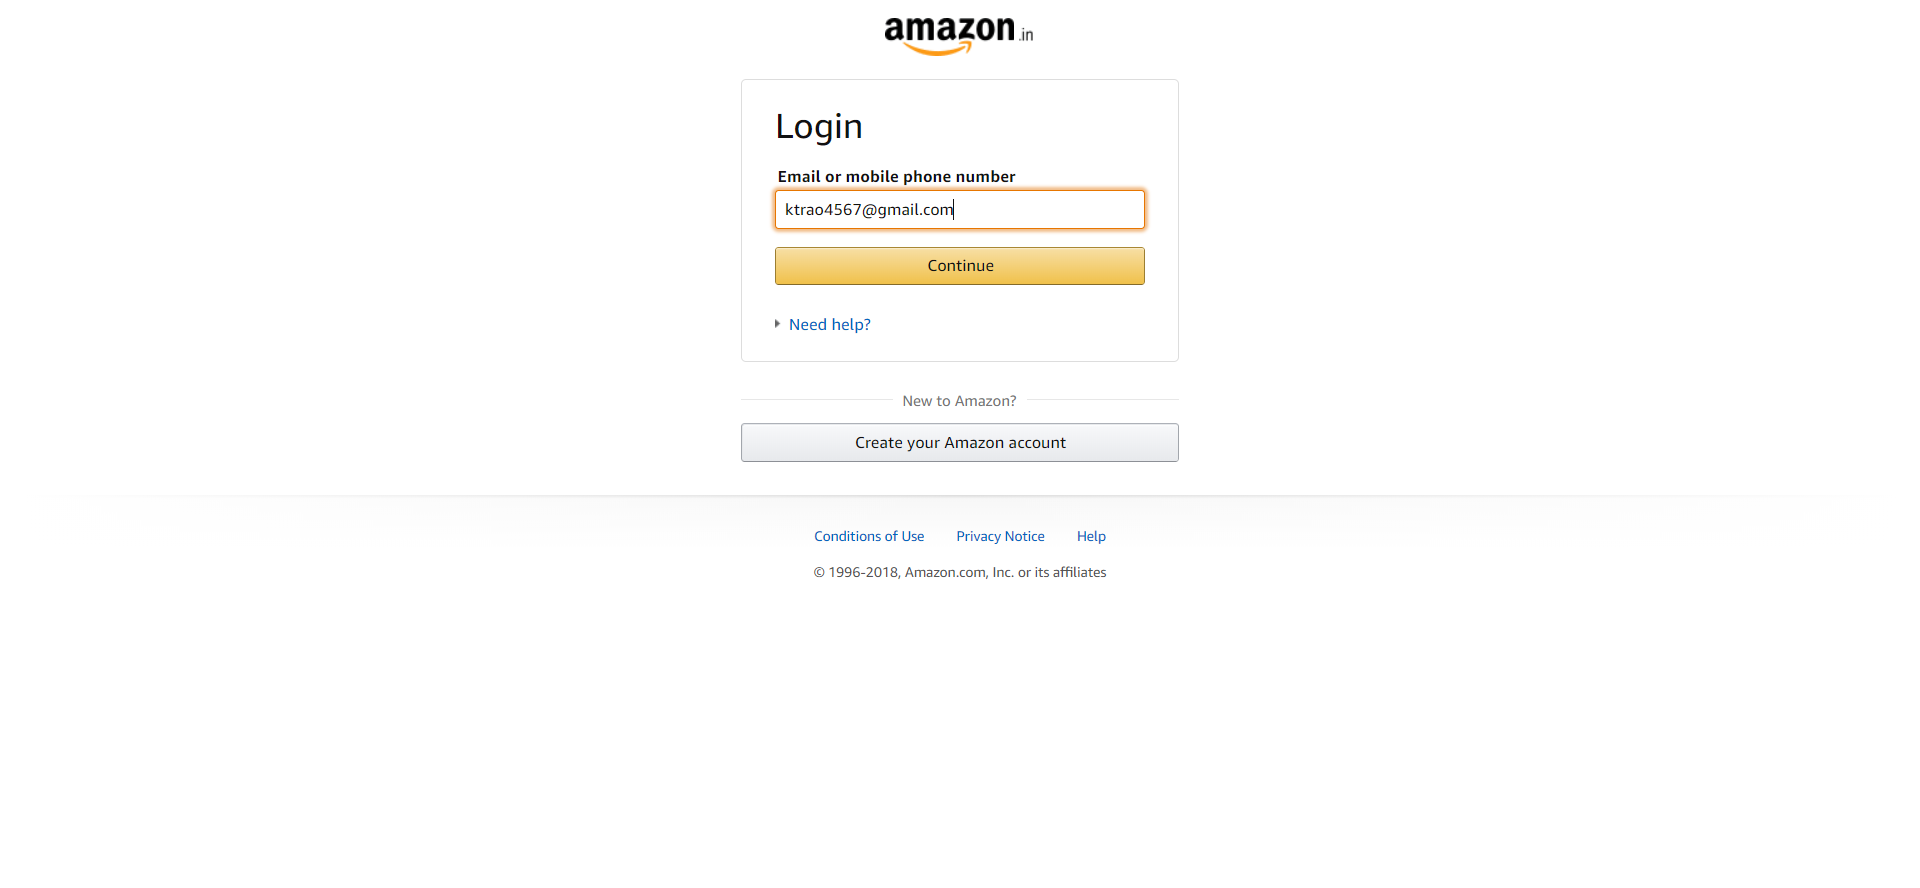 amazon.in
Login
Email or mobile phone number
ktrao4567@gmail.com
Continue
Need help?
New to Amazon?
Create your Amazon account
Conditions of Use Privacy Notice Help
© 1996-2018, Amazon.com, Inc. or its affiliates